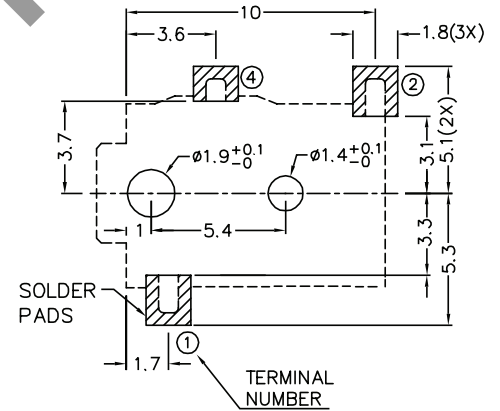 10
3.6
1.8(3X)
④
②
3.7
ø1.9+0.1-0
ø1.4+0.1-0
3.1
5.1(2X)
1
5.4
3.3
5.3
SOLDER
PADS
①
1.7
TERMINAL
NUMBER